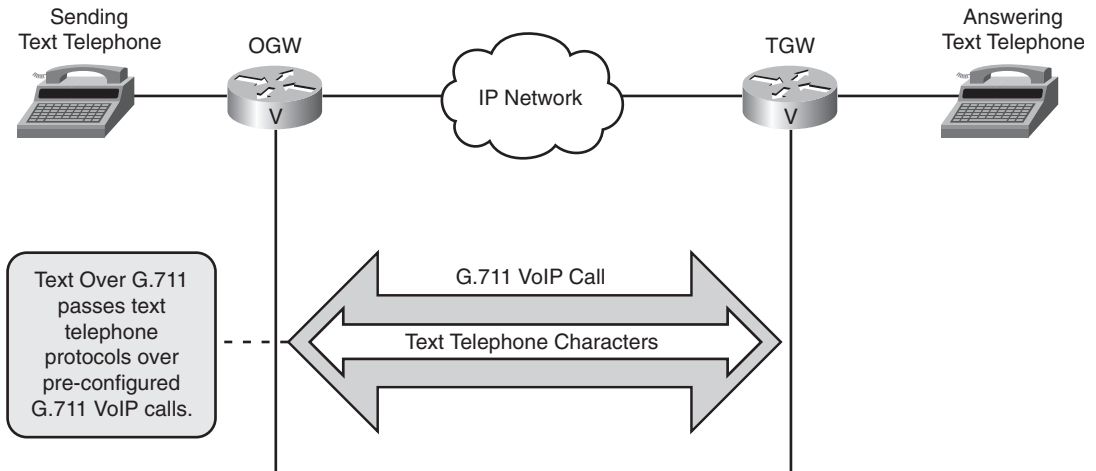 Sending
Text Telephone
OGW
TGW
Answering
Text Telephone
V
IP Network
V
Text Over G.711
passes text
telephone
protocols over
pre-configured
G.711 VoIP calls.
G.711 VoIP Call
Text Telephone Characters